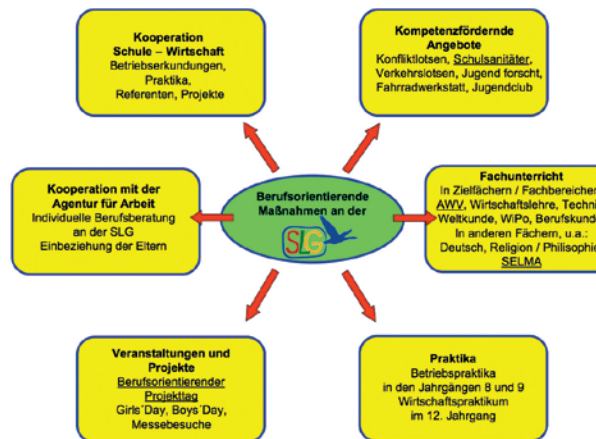 Kooperation
Schule – Wirtschaft
Betriebserkundungen,
Praktika,
Referenten, Projekte
Kompetenzfördernde
Angebote
Konfliktlotsen, Schulsanitäter,
Verkehrslotsen, Jugend forscht,
Fahrradwerkstatt, Jugendclub
Kooperation mit der
Agentur für Arbeit
Individuelle Berufsberatung
an der SLG
Einbeziehung der Eltern
Berufsorientierende
Maßnahmen an der
SLG
Fachunterricht
In Zielfächern / Fachbereichen
AWV, Wirtschaftslehre, Techni
Weltkunde, WiPo, Berufskunde
In anderen Fächern, u.a.:
Deutsch, Religion / Philisophie
SELMA
Veranstaltungen und
Projekte
Berufsorientierender
Projekttag
Girls´Day, Boys´Day,
Messebesuche
Praktika
Betriebspraktika
in den Jahrgängen 8 und 9
Wirtschaftspraktikum
im 12. Jahrgang